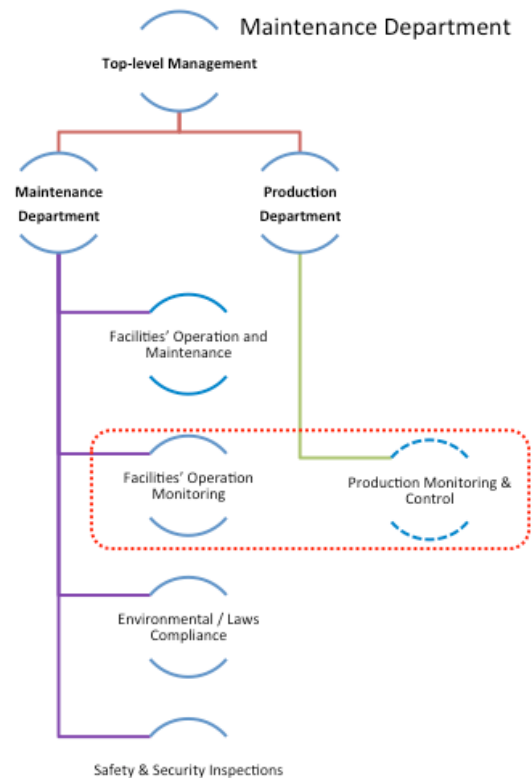 Maintenance Department
Top-level Management
Maintenance
Department
Production
Department
Facilities’ Operation and
Maintenance
Facilities’ Operation
Monitoring
Production Monitoring &
Control
Environmental / Laws
Compliance
Safety & Security Inspections